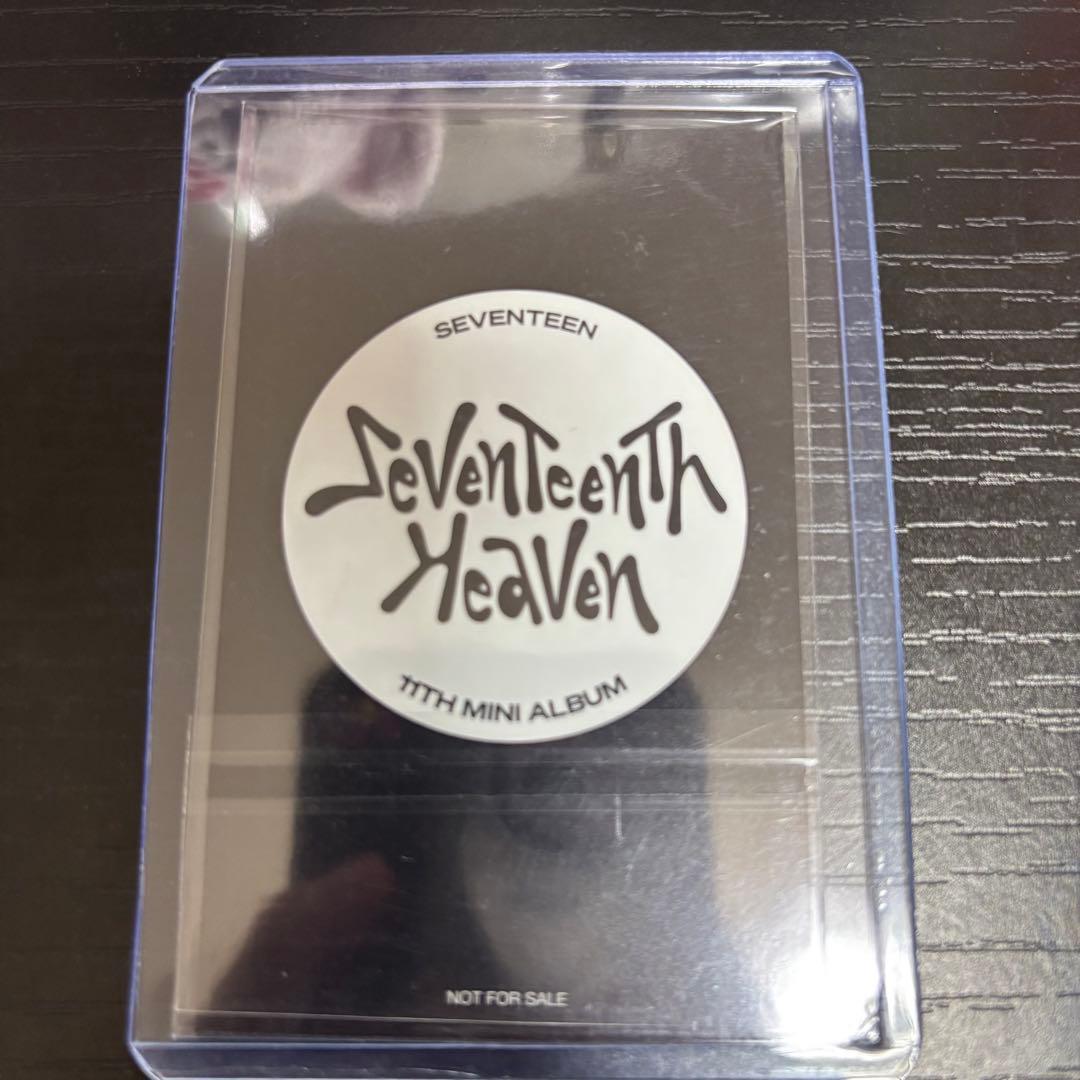 SEVENTEEN
SevenTeenTh
Heaven
11TH MINI ALBUM
NOT FOR SALE